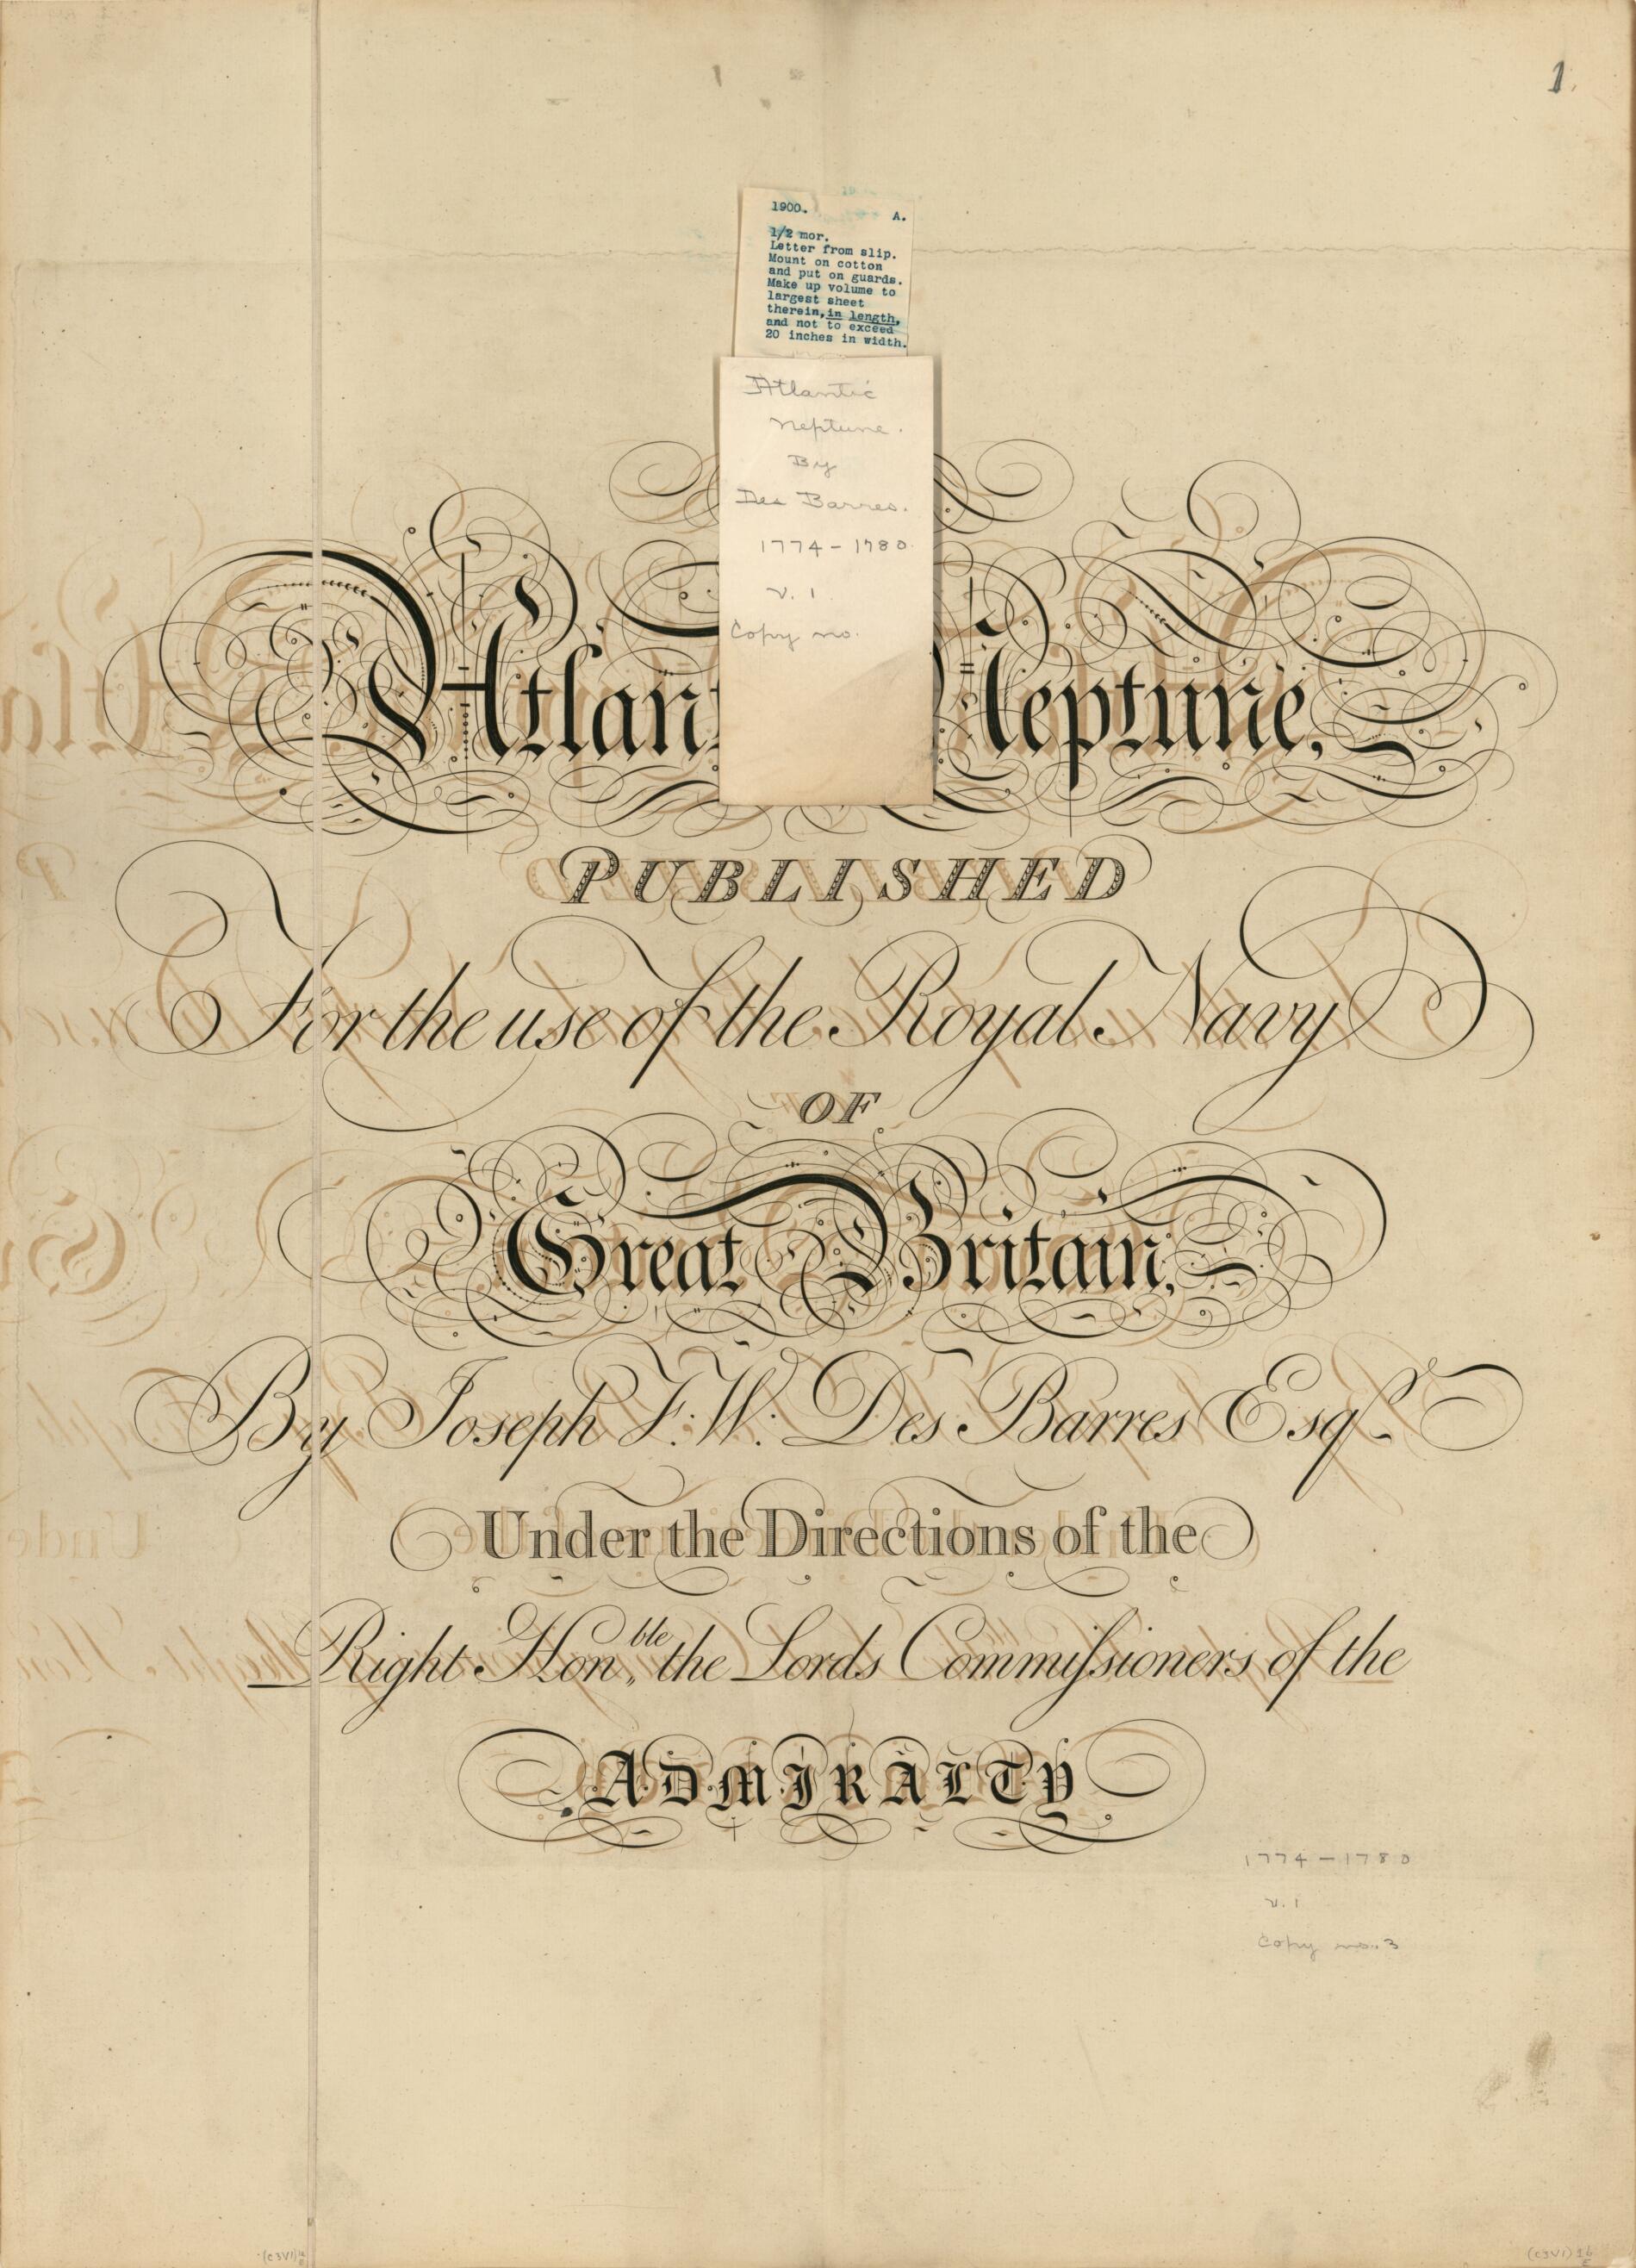 1.
1900. A.
1/2 mor.
Letter from slip.
Mount on cotton
and put on guards.
Make up volume to
largest sheet
therein, in length,
and not to exceed
20 inches in width.
Atlantic
Neptune.
By
Des Barres.
1774-1780.
v. 1.
Copy no.
Atlan Neptune,
PUBLISHED
For the use of the Royal Navy
OF
Great Britain,
By Joseph F. W. Des Barres Esqr.
Under the Directions of the
Right Honble. the Lords Commiſsioners of the
ADMIRALTY
1774-1780
v. 1
Copy no. 3